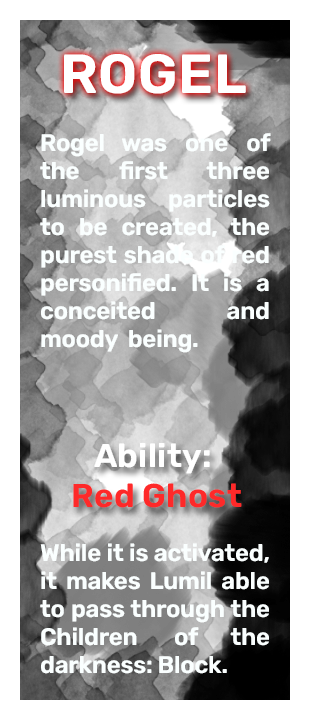 ROGEL
Rogel was one of
the first three
luminous particles
to be created, the
purest shade of red
personified. It is a
conceited and
moody being.
Ability:
Red Ghost
While it is activated,
it makes Lumil able
to pass through the
Children of the
darkness: Block.